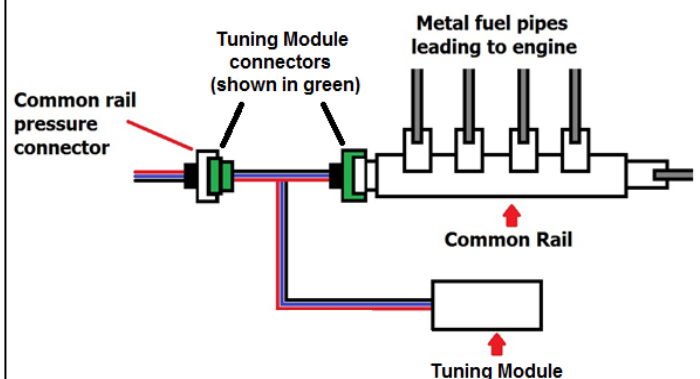 Tuning Module
connectors
(shown in green)
Metal fuel pipes
leading to engine
Common rail
pressure
connector
Common Rail
Tuning Module